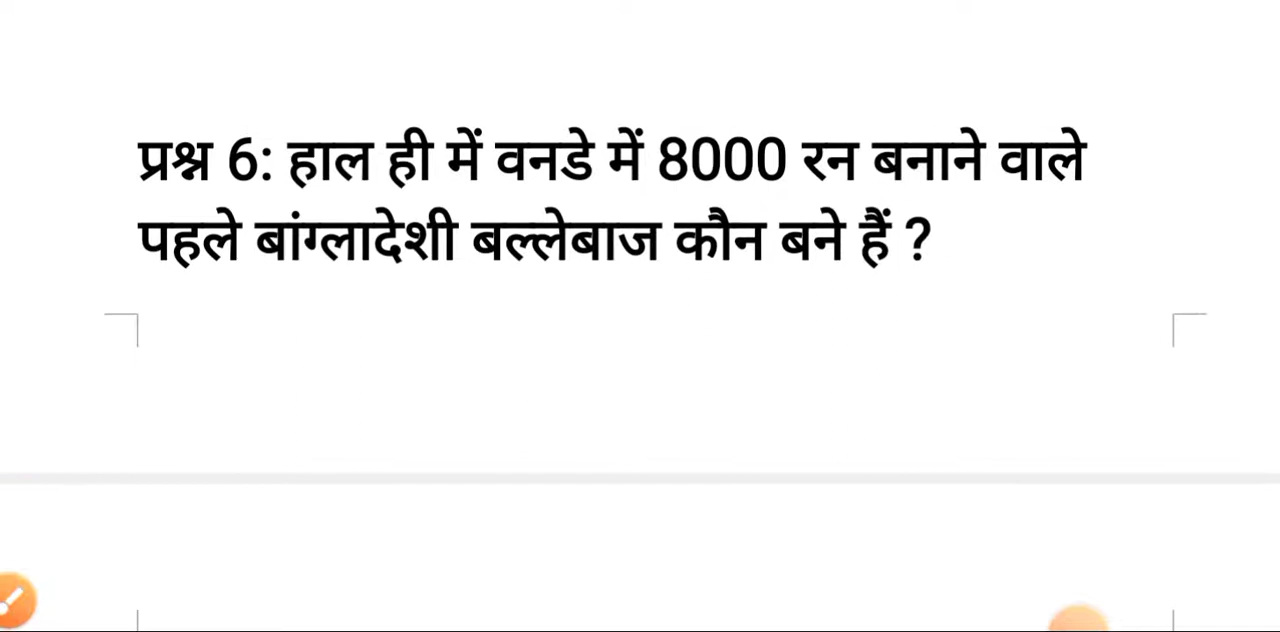 प्रश्न 6: हाल ही में वनडे में 8000 रन बनाने वाले
पहले बांग्लादेशी बल्लेबाज कौन बने हैं ?